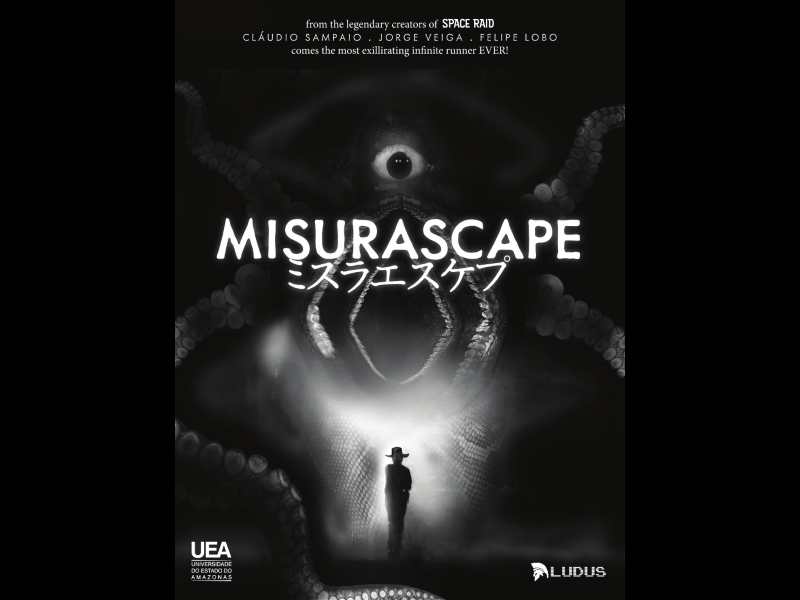 from the legendary creators of SPACE RAID
CLÁUDIO SAMPAIO . JORGE VEIGA . FELIPE LOBO
comes the most exillirating infinite runner EVER!
MISURASCAPE
ミスラエスケプ
UEA
UNIVERSIDADE
DO ESTADO DO
AMAZONAS
LUDUS